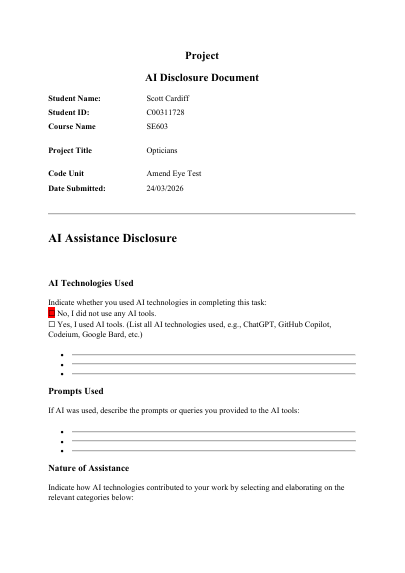 Project
AI Disclosure Document
Student Name: Scott Cardiff
Student ID: C00311728
Course Name SE603
Project Title Opticians
Code Unit Amend Eye Test
Date Submitted: 24/03/2026
AI Assistance Disclosure
AI Technologies Used
Indicate whether you used AI technologies in completing this task:
☐ No, I did not use any AI tools.
☐ Yes, I used AI tools. (List all AI technologies used, e.g., ChatGPT, GitHub Copilot,
Codeium, Google Bard, etc.)
Prompts Used
If AI was used, describe the prompts or queries you provided to the AI tools:
Nature of Assistance
Indicate how AI technologies contributed to your work by selecting and elaborating on the
relevant categories below: